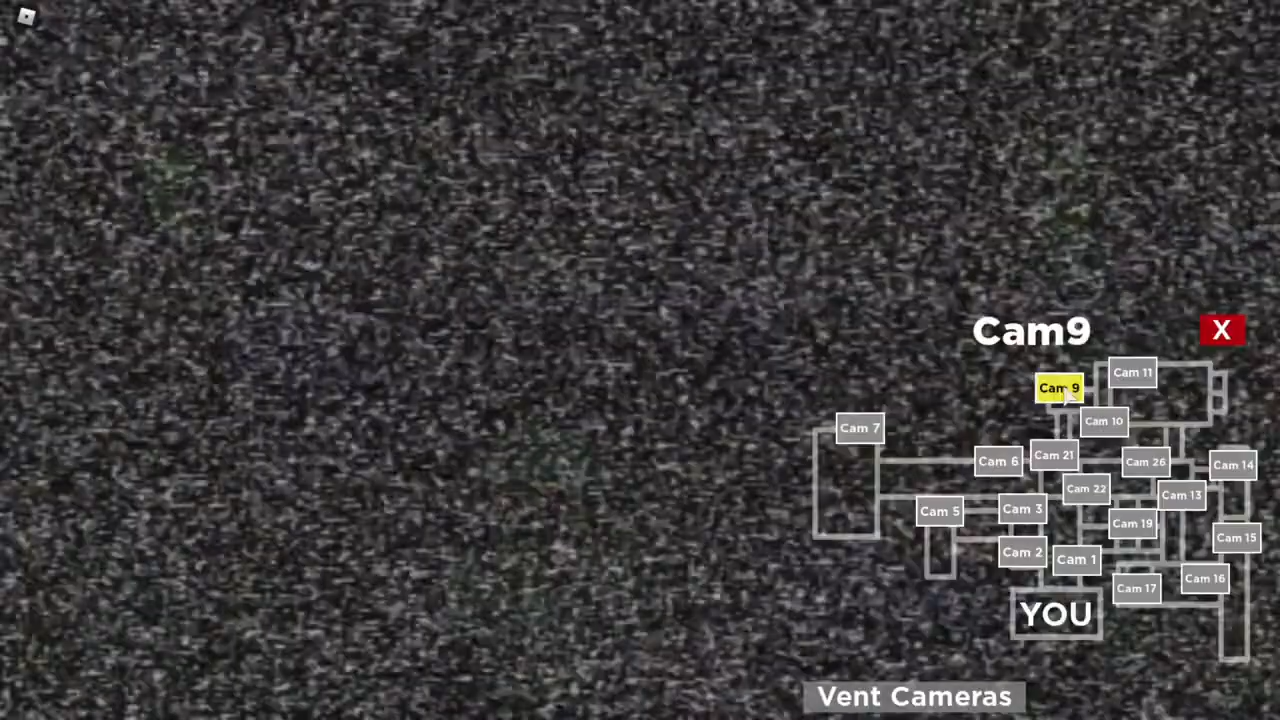 Cam9
X
Cam 11
Cam 9
Cam 10
Cam 7
Cam 21
Cam 6
Cam 26
Cam 14
Cam 22
Cam 13
Cam 5
Cam 3
Cam 19
Cam 15
Cam 2
Cam 1
Cam 16
Cam 17
YOU
Vent Cameras